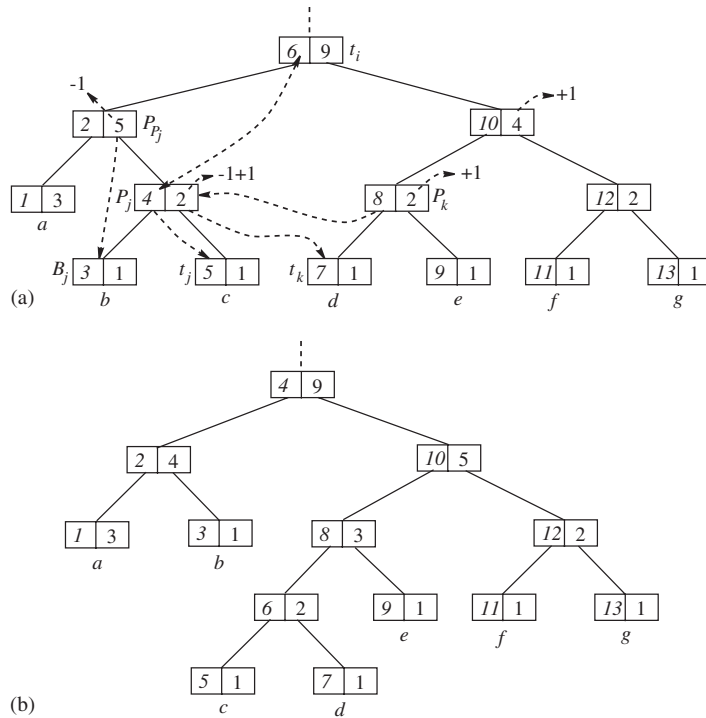 6 9 t_i
-1 +1
2 5 P_{P_j} 10 4
-1+1 +1
1 3 P_j 4 2 8 2 P_k 12 2
a
B_j 3 1 t_j 5 1 t_k 7 1 9 1 11 1 13 1
(a) b c d e f g
4 9
2 4 10 5
1 3 3 1 8 3 12 2
a b
6 2 9 1 11 1 13 1
e f g
5 1 7 1
(b) c d